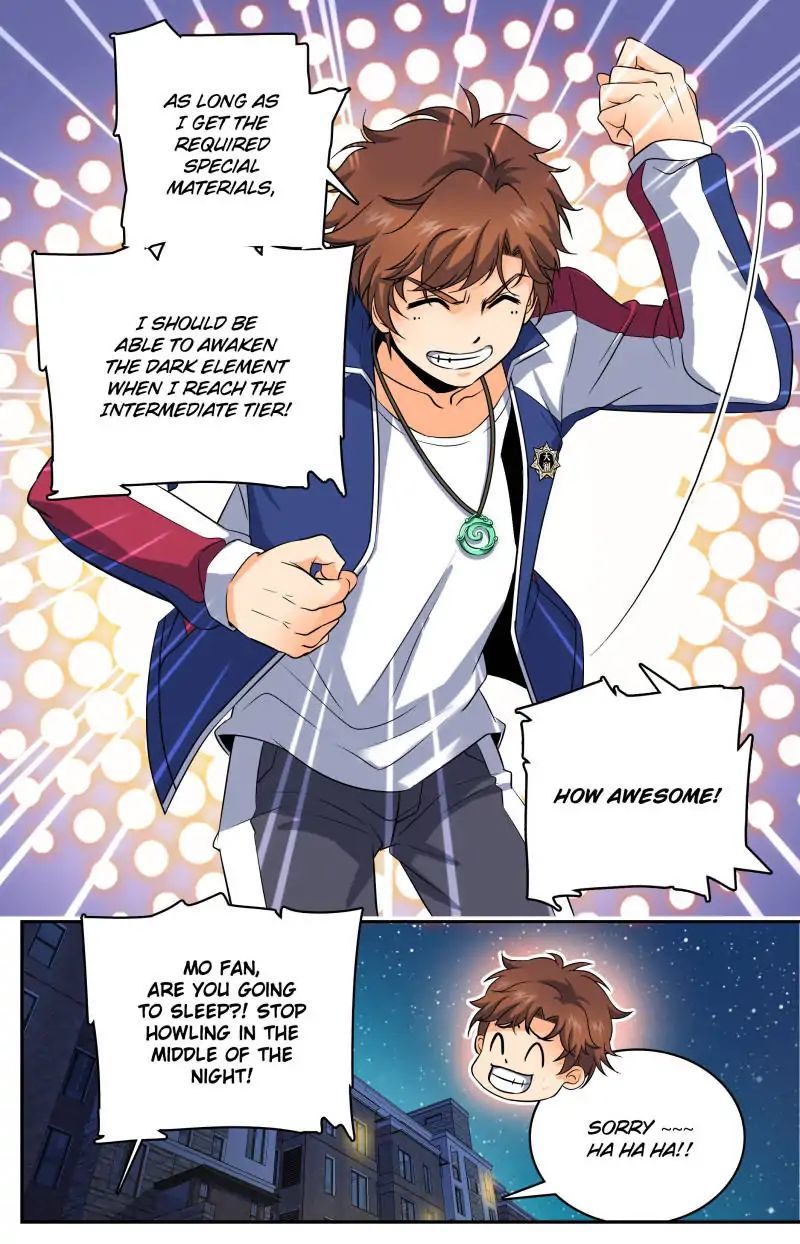 AS LONG AS
I GET THE
REQUIRED
SPECIAL
MATERIALS,
I SHOULD BE
ABLE TO AWAKEN
THE DARK ELEMENT
WHEN I REACH THE
INTERMEDIATE TIER!
HOW AWESOME!
MO FAN,
ARE YOU GOING
TO SLEEP?! STOP
HOWLING IN THE
MIDDLE OF THE
NIGHT!
SORRY ~~~
HA HA HA!!